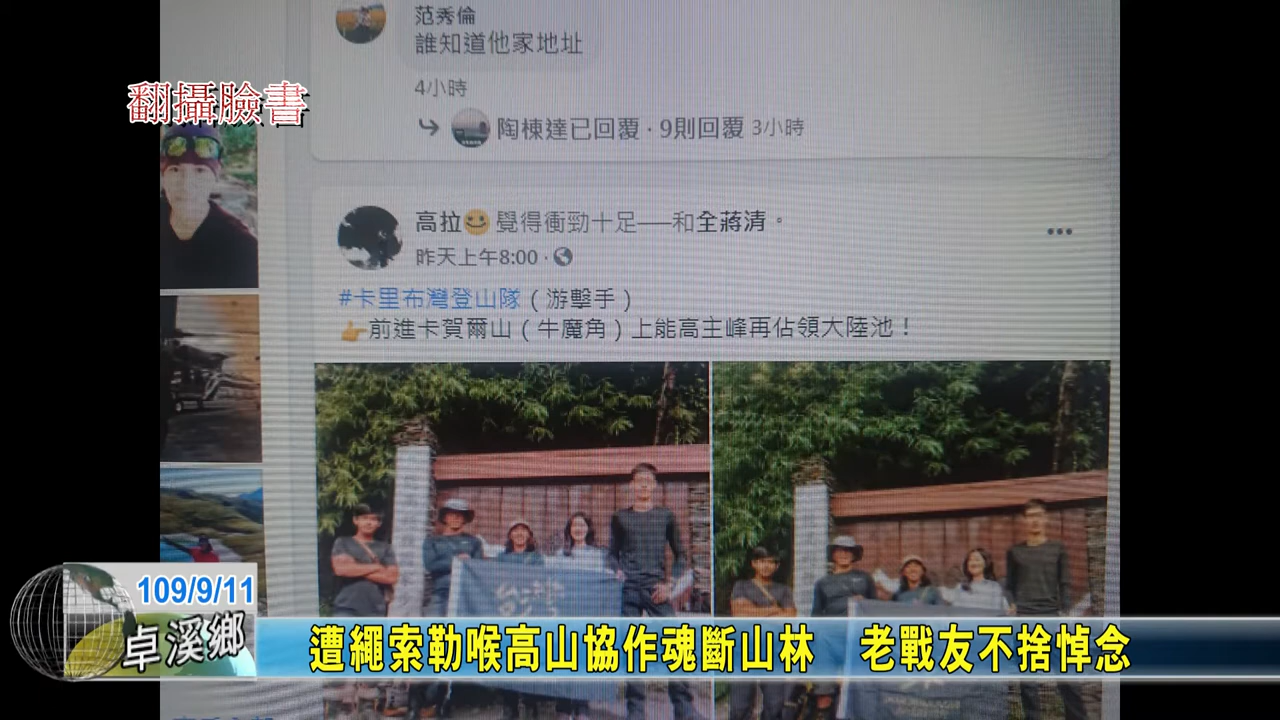 范秀倫
誰知道他家地址
4小時
陶棟達已回覆 · 9則回覆 3小時
翻攝臉書
高拉 覺得衝勁十足——和全蔣清。
昨天上午8:00 ·
#卡里布灣登山隊（游擊手）
👉前進卡賀爾山（牛魔角）上能高主峰再佔領大陸池！
109/9/11
卓溪鄉
遭繩索勒喉高山協作魂斷山林 老戰友不捨悼念